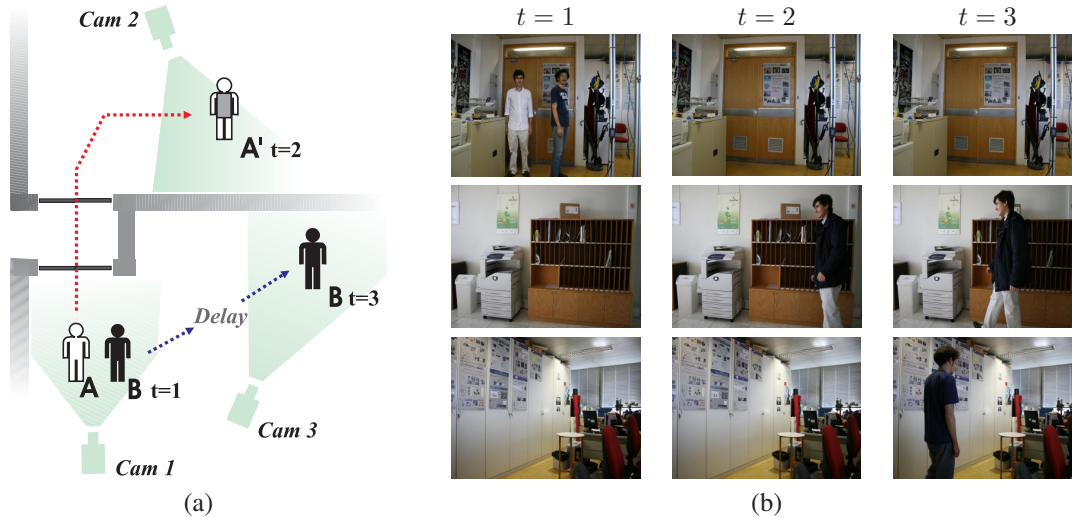 Cam 2
A' t=2
B t=3
Delay
A B t=1
Cam 3
Cam 1
(a)
t = 1 t = 2 t = 3
(b)